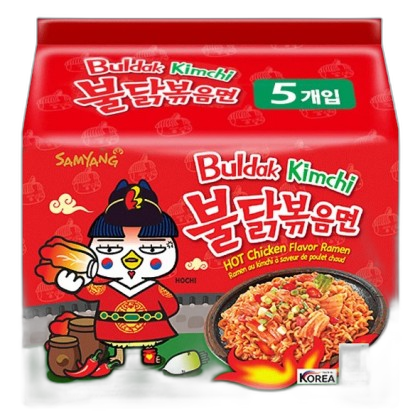 Buldak Kimchi
불닭볶음면
5개입
SAMYANG
Buldak Kimchi
불닭볶음면
HOT Chicken Flavor Ramen
Ramen au kimchi à saveur de poulet chaud
HOCHI
KOREA